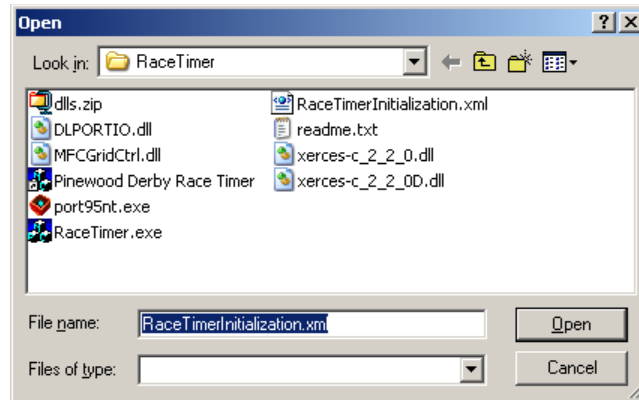 Open
Look in: RaceTimer
dlls.zip
DLPORTIO.dll
MFCGridCtrl.dll
Pinewood Derby Race Timer
port95nt.exe
RaceTimer.exe
RaceTimerInitialization.xml
readme.txt
xerces-c_2_2_0.dll
xerces-c_2_2_0D.dll
File name: RaceTimerInitialization.xml Open
Files of type: Cancel